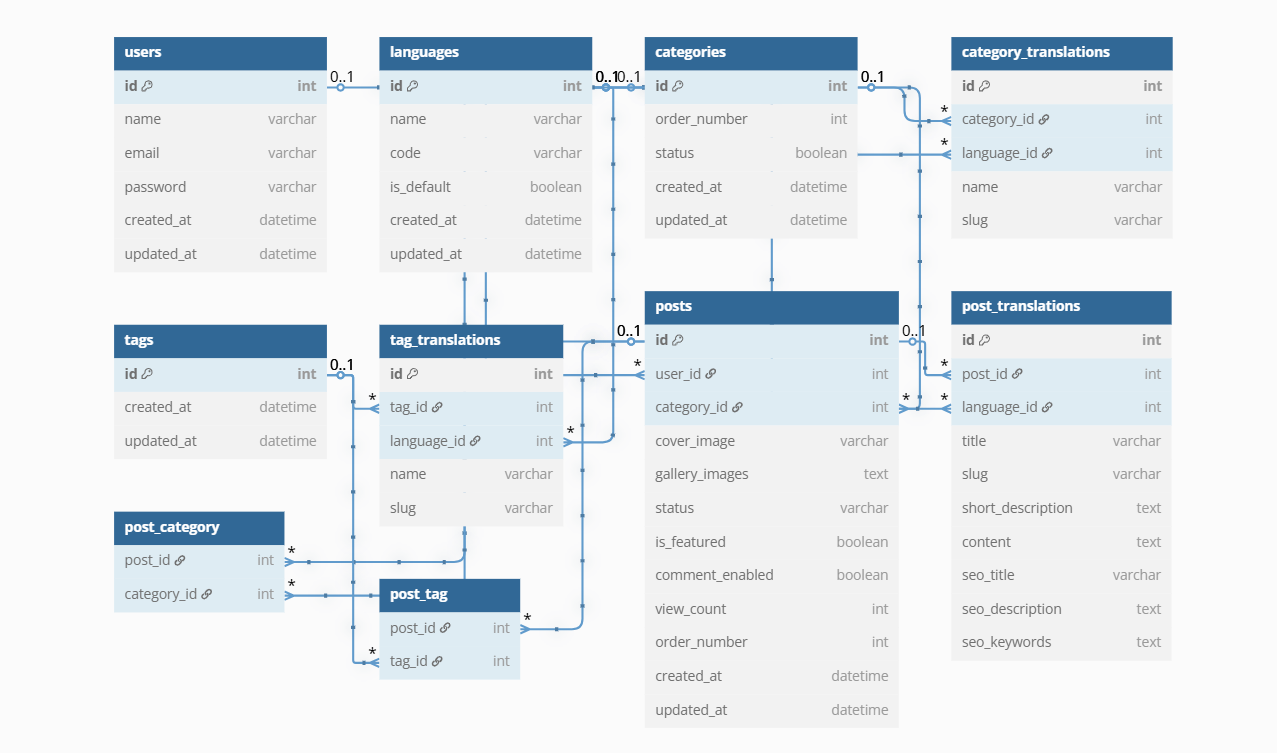 users
id int
name varchar
email varchar
password varchar
created_at datetime
updated_at datetime
0..1
languages
id int
name varchar
code varchar
is_default boolean
created_at datetime
updated_at datetime
0..1
0..1
categories
id int
order_number int
status boolean
created_at datetime
updated_at datetime
0..1
category_translations
id int
* category_id int
* language_id int
name varchar
slug varchar
tags
id int
created_at datetime
updated_at datetime
0..1
tag_translations
id int
* tag_id int
language_id int *
name varchar
slug varchar
0..1
posts
id int
* user_id int
category_id int *
cover_image varchar
gallery_images text
status varchar
is_featured boolean
comment_enabled boolean
view_count int
order_number int
created_at datetime
updated_at datetime
0..1
post_translations
id int
* post_id int
* language_id int
title varchar
slug varchar
short_description text
content text
seo_title varchar
seo_description text
seo_keywords text
post_category
post_id int *
category_id int *
post_tag
post_id int *
* tag_id int